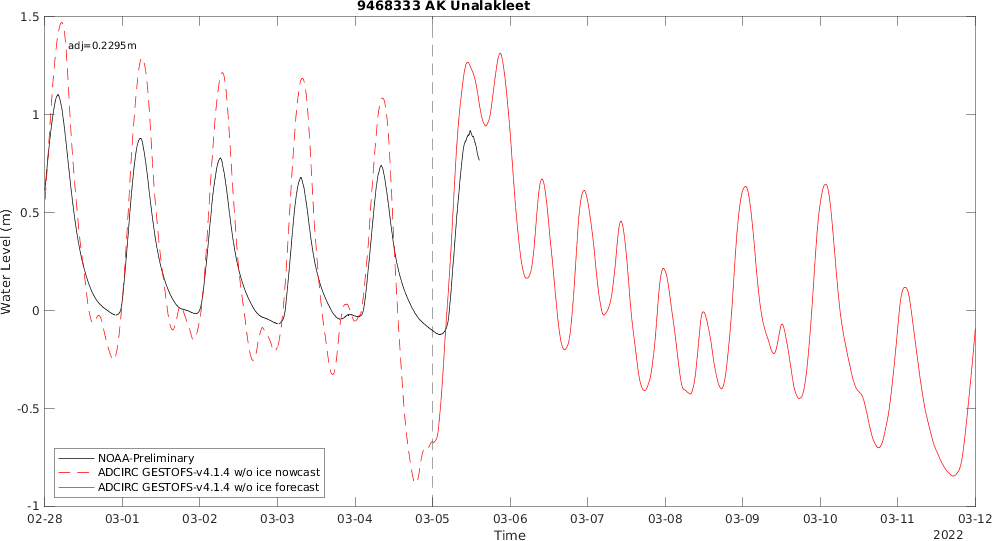 9468333 AK Unalakleet
adj=0.2295m
1.5
1
0.5
0
-0.5
-1
Water Level (m)
NOAA-Preliminary
ADCIRC GESTOFS-v4.1.4 w/o ice nowcast
ADCIRC GESTOFS-v4.1.4 w/o ice forecast
02-28 03-01 03-02 03-03 03-04 03-05 03-06 03-07 03-08 03-09 03-10 03-11 03-12
Time
2022